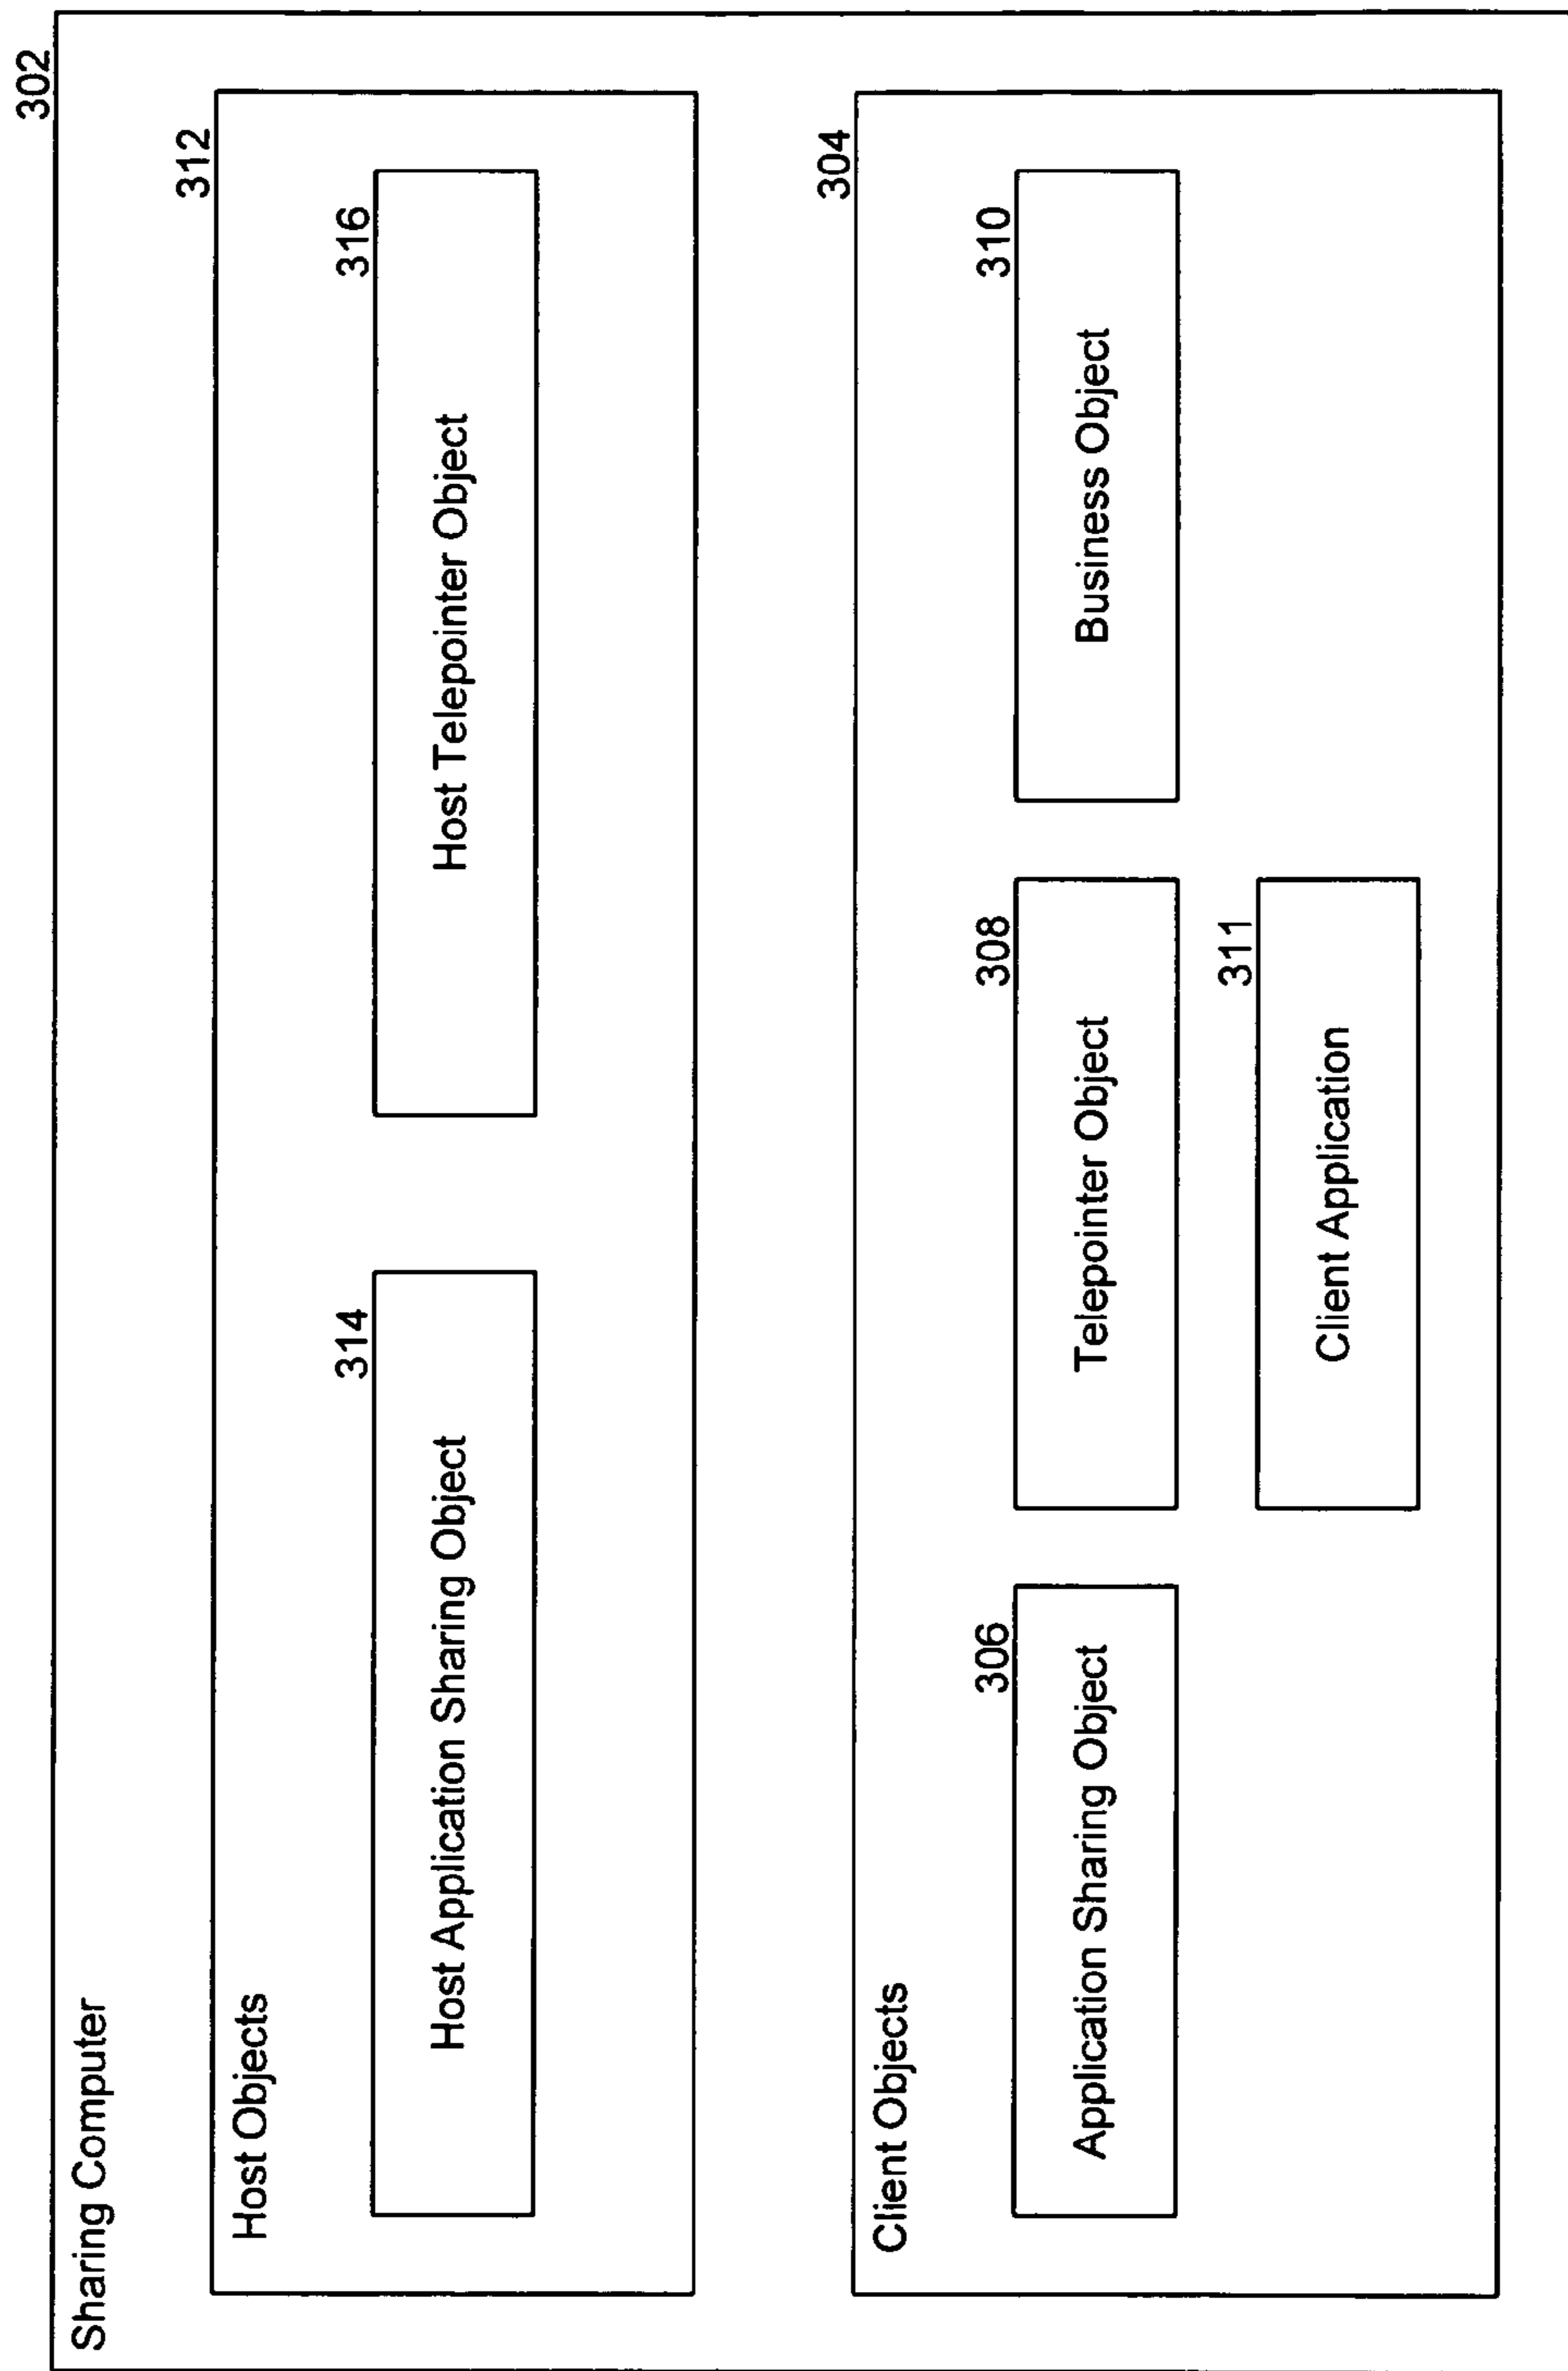 Sharing Computer
302
Host Objects
312
Host Application Sharing Object
314
Host Telepointer Object
316
Client Objects
304
Application Sharing Object
306
Telepointer Object
308
Business Object
310
Client Application
311